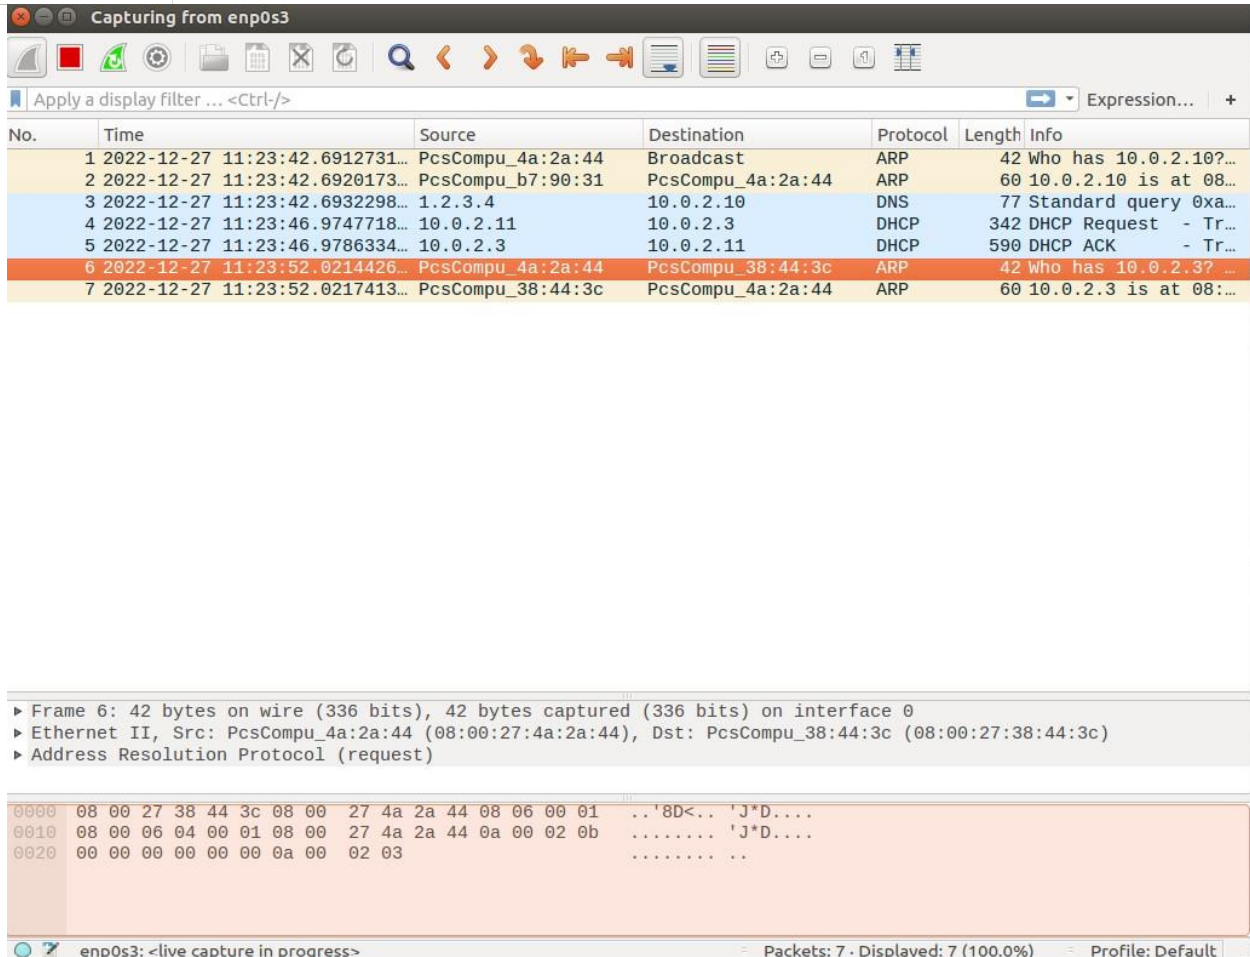 Capturing from enp0s3
Apply a display filter … <Ctrl-/> Expression… +
No. Time Source Destination Protocol Length Info
1 2022-12-27 11:23:42.6912731… PcsCompu_4a:2a:44 Broadcast ARP 42 Who has 10.0.2.10?…
2 2022-12-27 11:23:42.6920173… PcsCompu_b7:90:31 PcsCompu_4a:2a:44 ARP 60 10.0.2.10 is at 08…
3 2022-12-27 11:23:42.6932298… 1.2.3.4 10.0.2.10 DNS 77 Standard query 0xa…
4 2022-12-27 11:23:46.9747718… 10.0.2.11 10.0.2.3 DHCP 342 DHCP Request - Tr…
5 2022-12-27 11:23:46.9786334… 10.0.2.3 10.0.2.11 DHCP 590 DHCP ACK - Tr…
6 2022-12-27 11:23:52.0214426… PcsCompu_4a:2a:44 PcsCompu_38:44:3c ARP 42 Who has 10.0.2.3? …
7 2022-12-27 11:23:52.0217413… PcsCompu_38:44:3c PcsCompu_4a:2a:44 ARP 60 10.0.2.3 is at 08:…
Frame 6: 42 bytes on wire (336 bits), 42 bytes captured (336 bits) on interface 0
Ethernet II, Src: PcsCompu_4a:2a:44 (08:00:27:4a:2a:44), Dst: PcsCompu_38:44:3c (08:00:27:38:44:3c)
Address Resolution Protocol (request)
0000 08 00 27 38 44 3c 08 00 27 4a 2a 44 08 06 00 01 ..'8D<.. 'J*D....
0010 08 00 06 04 00 01 08 00 27 4a 2a 44 0a 00 02 0b ........ 'J*D....
0020 00 00 00 00 00 00 0a 00 02 03 ........ ..
enp0s3: <live capture in progress> Packets: 7 · Displayed: 7 (100.0%) Profile: Default